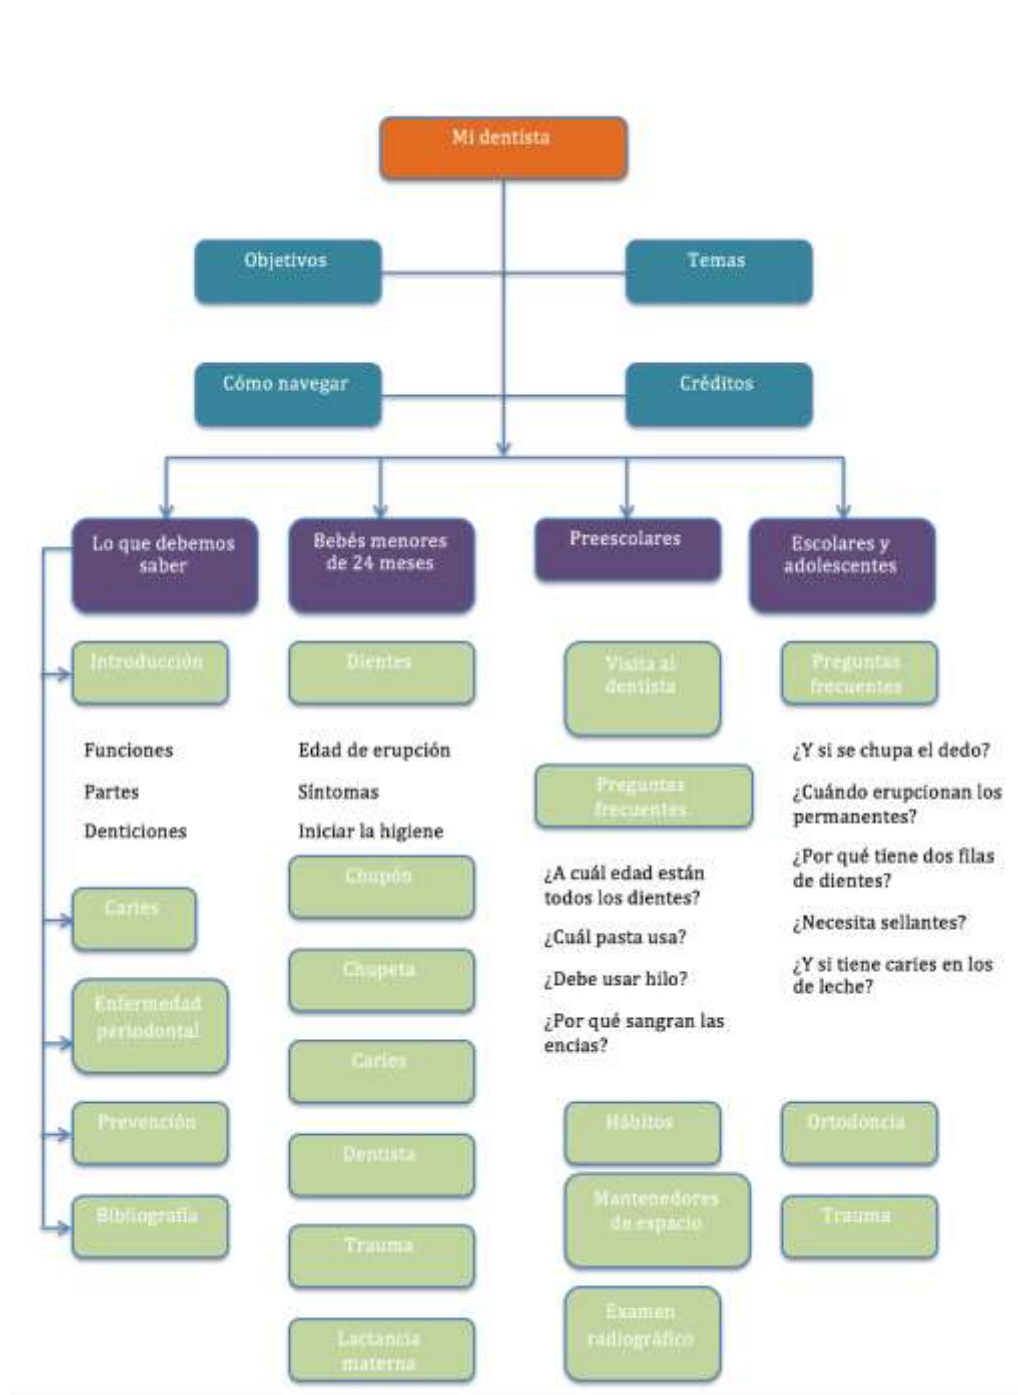 Mi dentista
Objetivos
Temas
Cómo navegar
Créditos
Lo que debemos
saber
Bebés menores
de 24 meses
Preescolares
Escolares y
adolescentes
Introducción
Funciones
Partes
Denticiones
Caries
Enfermedad
periodontal
Prevención
Bibliografía
Dientes
Edad de erupción
Síntomas
Iniciar la higiene
Chupón
Chupeta
Caries
Dentista
Trauma
Lactancia
materna
Visita al
dentista
Preguntas
frecuentes
¿A cuál edad están
todos los dientes?
¿Cuál pasta usa?
¿Debe usar hilo?
¿Por qué sangran las
encias?
Hábitos
Mantenedores
de espacio
Examen
radiográfico
Preguntas
frecuentes
¿Y si se chupa el dedo?
¿Cuándo erupcionan los
permanentes?
¿Por qué tiene dos filas
de dientes?
¿Necesita sellantes?
¿Y si tiene caries en los
de leche?
Ortodoncia
Trauma